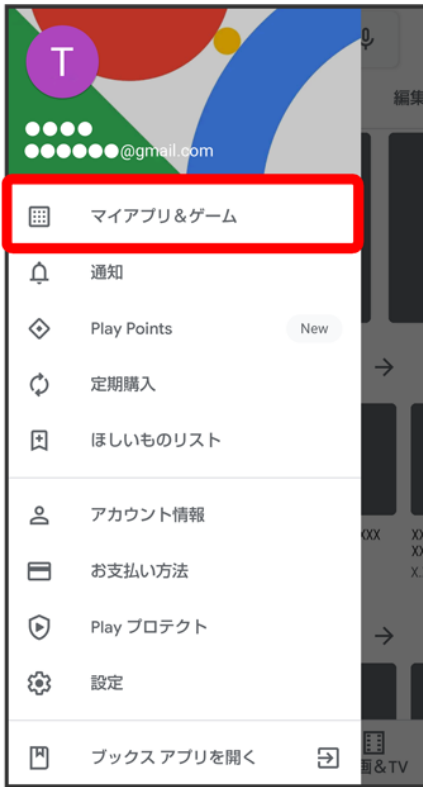 T
●●●●
●●●●●●@gmail.com
編集
マイアプリ&ゲーム
通知
Play Points
New
定期購入
ほしいものリスト
アカウント情報
XXX
XX
XX
X.
お支払い方法
Play プロテクト
設定
ブックス アプリを開く
画&TV